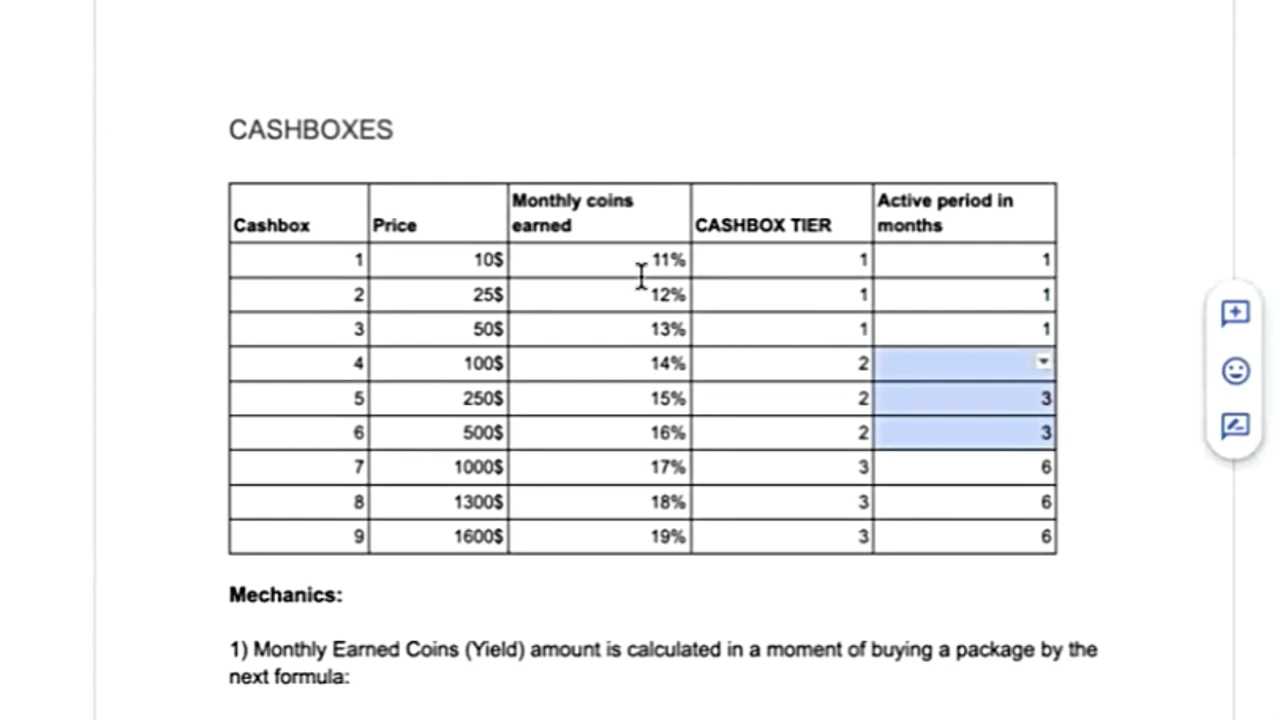 CASHBOXES
Cashbox Price Monthly coins earned CASHBOX TIER Active period in months
1 10$ 11% 1 1
2 25$ 12% 1 1
3 50$ 13% 1 1
4 100$ 14% 2
5 250$ 15% 2 3
6 500$ 16% 2 3
7 1000$ 17% 3 6
8 1300$ 18% 3 6
9 1600$ 19% 3 6
Mechanics:
1) Monthly Earned Coins (Yield) amount is calculated in a moment of buying a package by the
next formula: